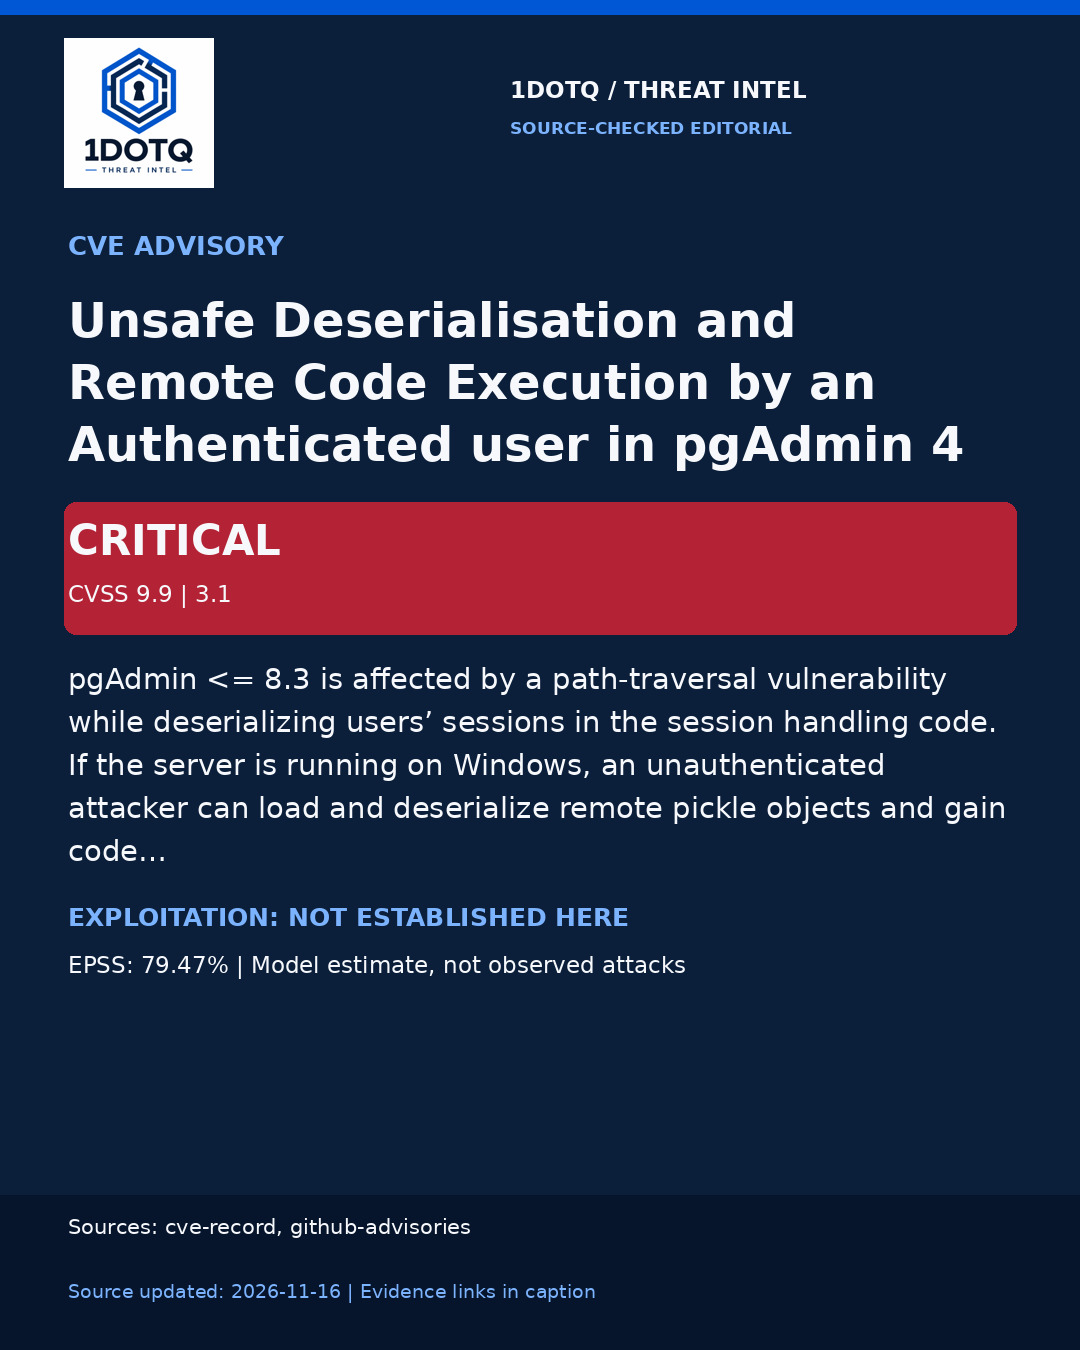 1DOTQ
THREAT INTEL
1DOTQ / THREAT INTEL
SOURCE-CHECKED EDITORIAL
CVE ADVISORY
Unsafe Deserialisation and
Remote Code Execution by an
Authenticated user in pgAdmin 4
CRITICAL
CVSS 9.9 | 3.1
pgAdmin <= 8.3 is affected by a path-traversal vulnerability
while deserializing users’ sessions in the session handling code.
If the server is running on Windows, an unauthenticated
attacker can load and deserialize remote pickle objects and gain
code...
EXPLOITATION: NOT ESTABLISHED HERE
EPSS: 79.47% | Model estimate, not observed attacks
Sources: cve-record, github-advisories
Source updated: 2026-11-16 | Evidence links in caption